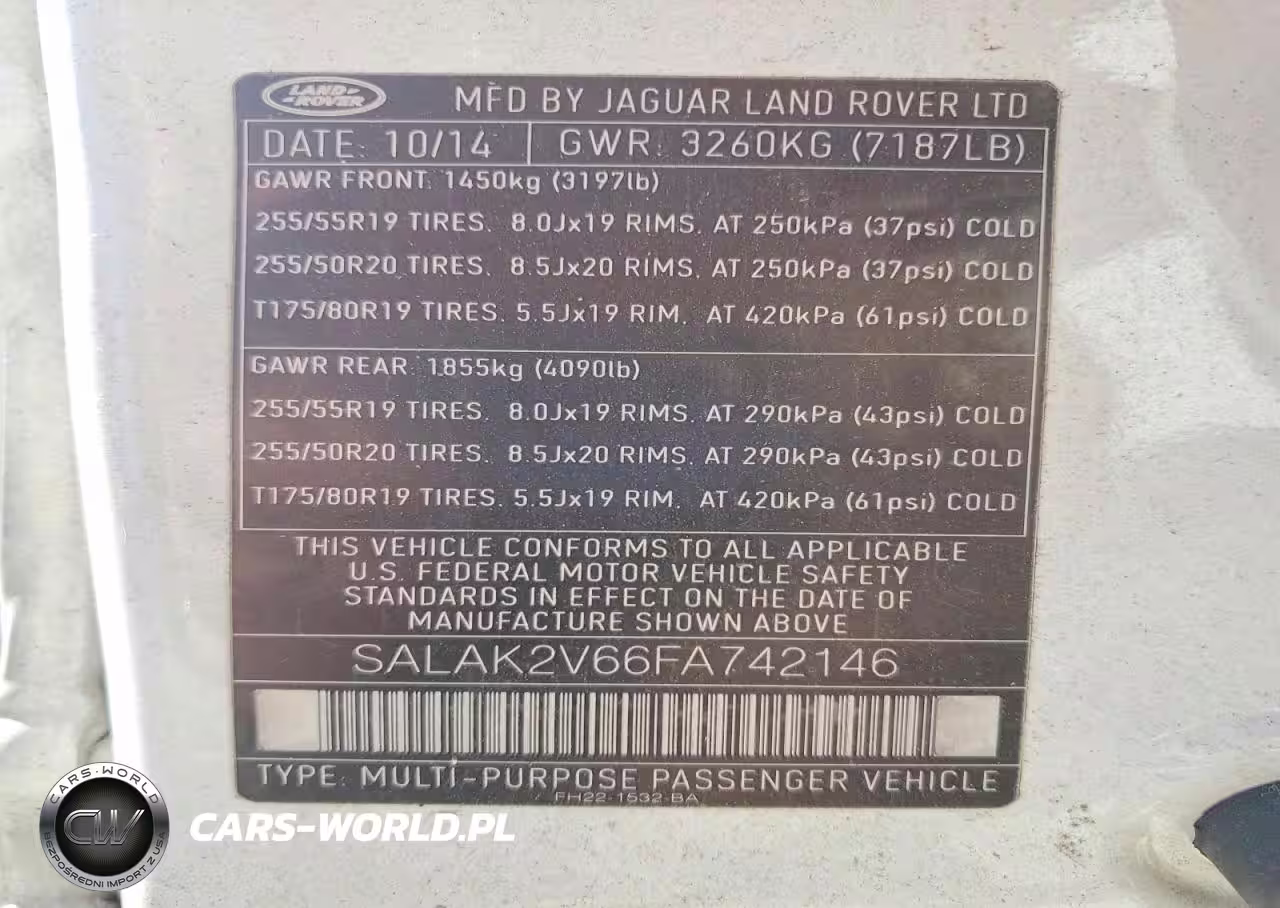 LAND ROVER MFD BY JAGUAR LAND ROVER LTD
DATE: 10/14 GWR: 3260KG (7187LB)
GAWR FRONT: 1450kg (3197lb)
255/55R19 TIRES. 8.0Jx19 RIMS. AT 250kPa (37psi) COLD
255/50R20 TIRES. 8.5Jx20 RIMS. AT 250kPa (37psi) COLD
T175/80R19 TIRES. 5.5Jx19 RIM. AT 420kPa (61psi) COLD
GAWR REAR: 1855kg (4090lb)
255/55R19 TIRES. 8.0Jx19 RIMS. AT 290kPa (43psi) COLD
255/50R20 TIRES. 8.5Jx20 RIMS. AT 290kPa (43psi) COLD
T175/80R19 TIRES. 5.5Jx19 RIM. AT 420kPa (61psi) COLD
THIS VEHICLE CONFORMS TO ALL APPLICABLE
U.S. FEDERAL MOTOR VEHICLE SAFETY
STANDARDS IN EFFECT ON THE DATE OF
MANUFACTURE SHOWN ABOVE
SALAK2V66FA742146
TYPE: MULTI-PURPOSE PASSENGER VEHICLE
FH22-1532-BA
CARS-WORLD
CW
BEZPOŚREDNI IMPORT Z USA
CARS-WORLD.PL